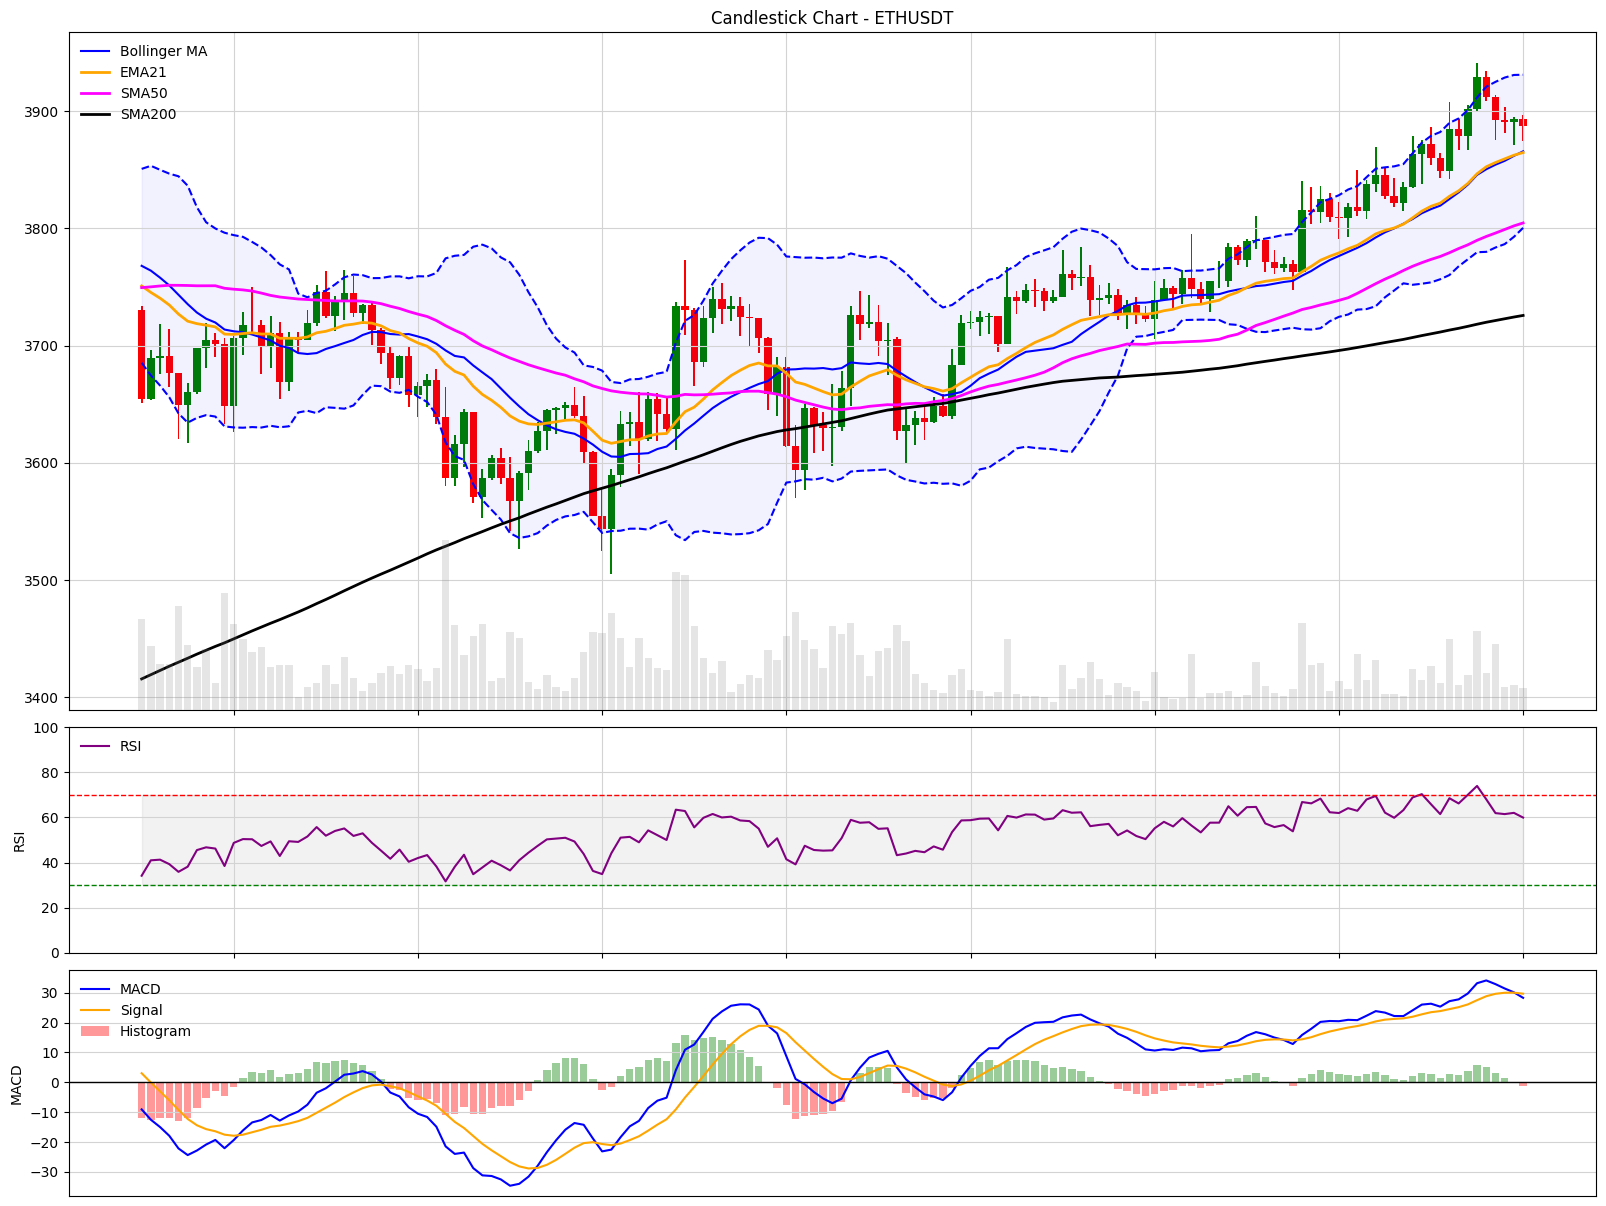 Candlestick Chart - ETHUSDT
Bollinger MA
EMA21
SMA50
SMA200
3900
3800
3700
3600
3500
3400
100
80
60
40
20
0
RSI
RSI
30
20
10
0
−10
−20
−30
MACD
MACD
Signal
Histogram